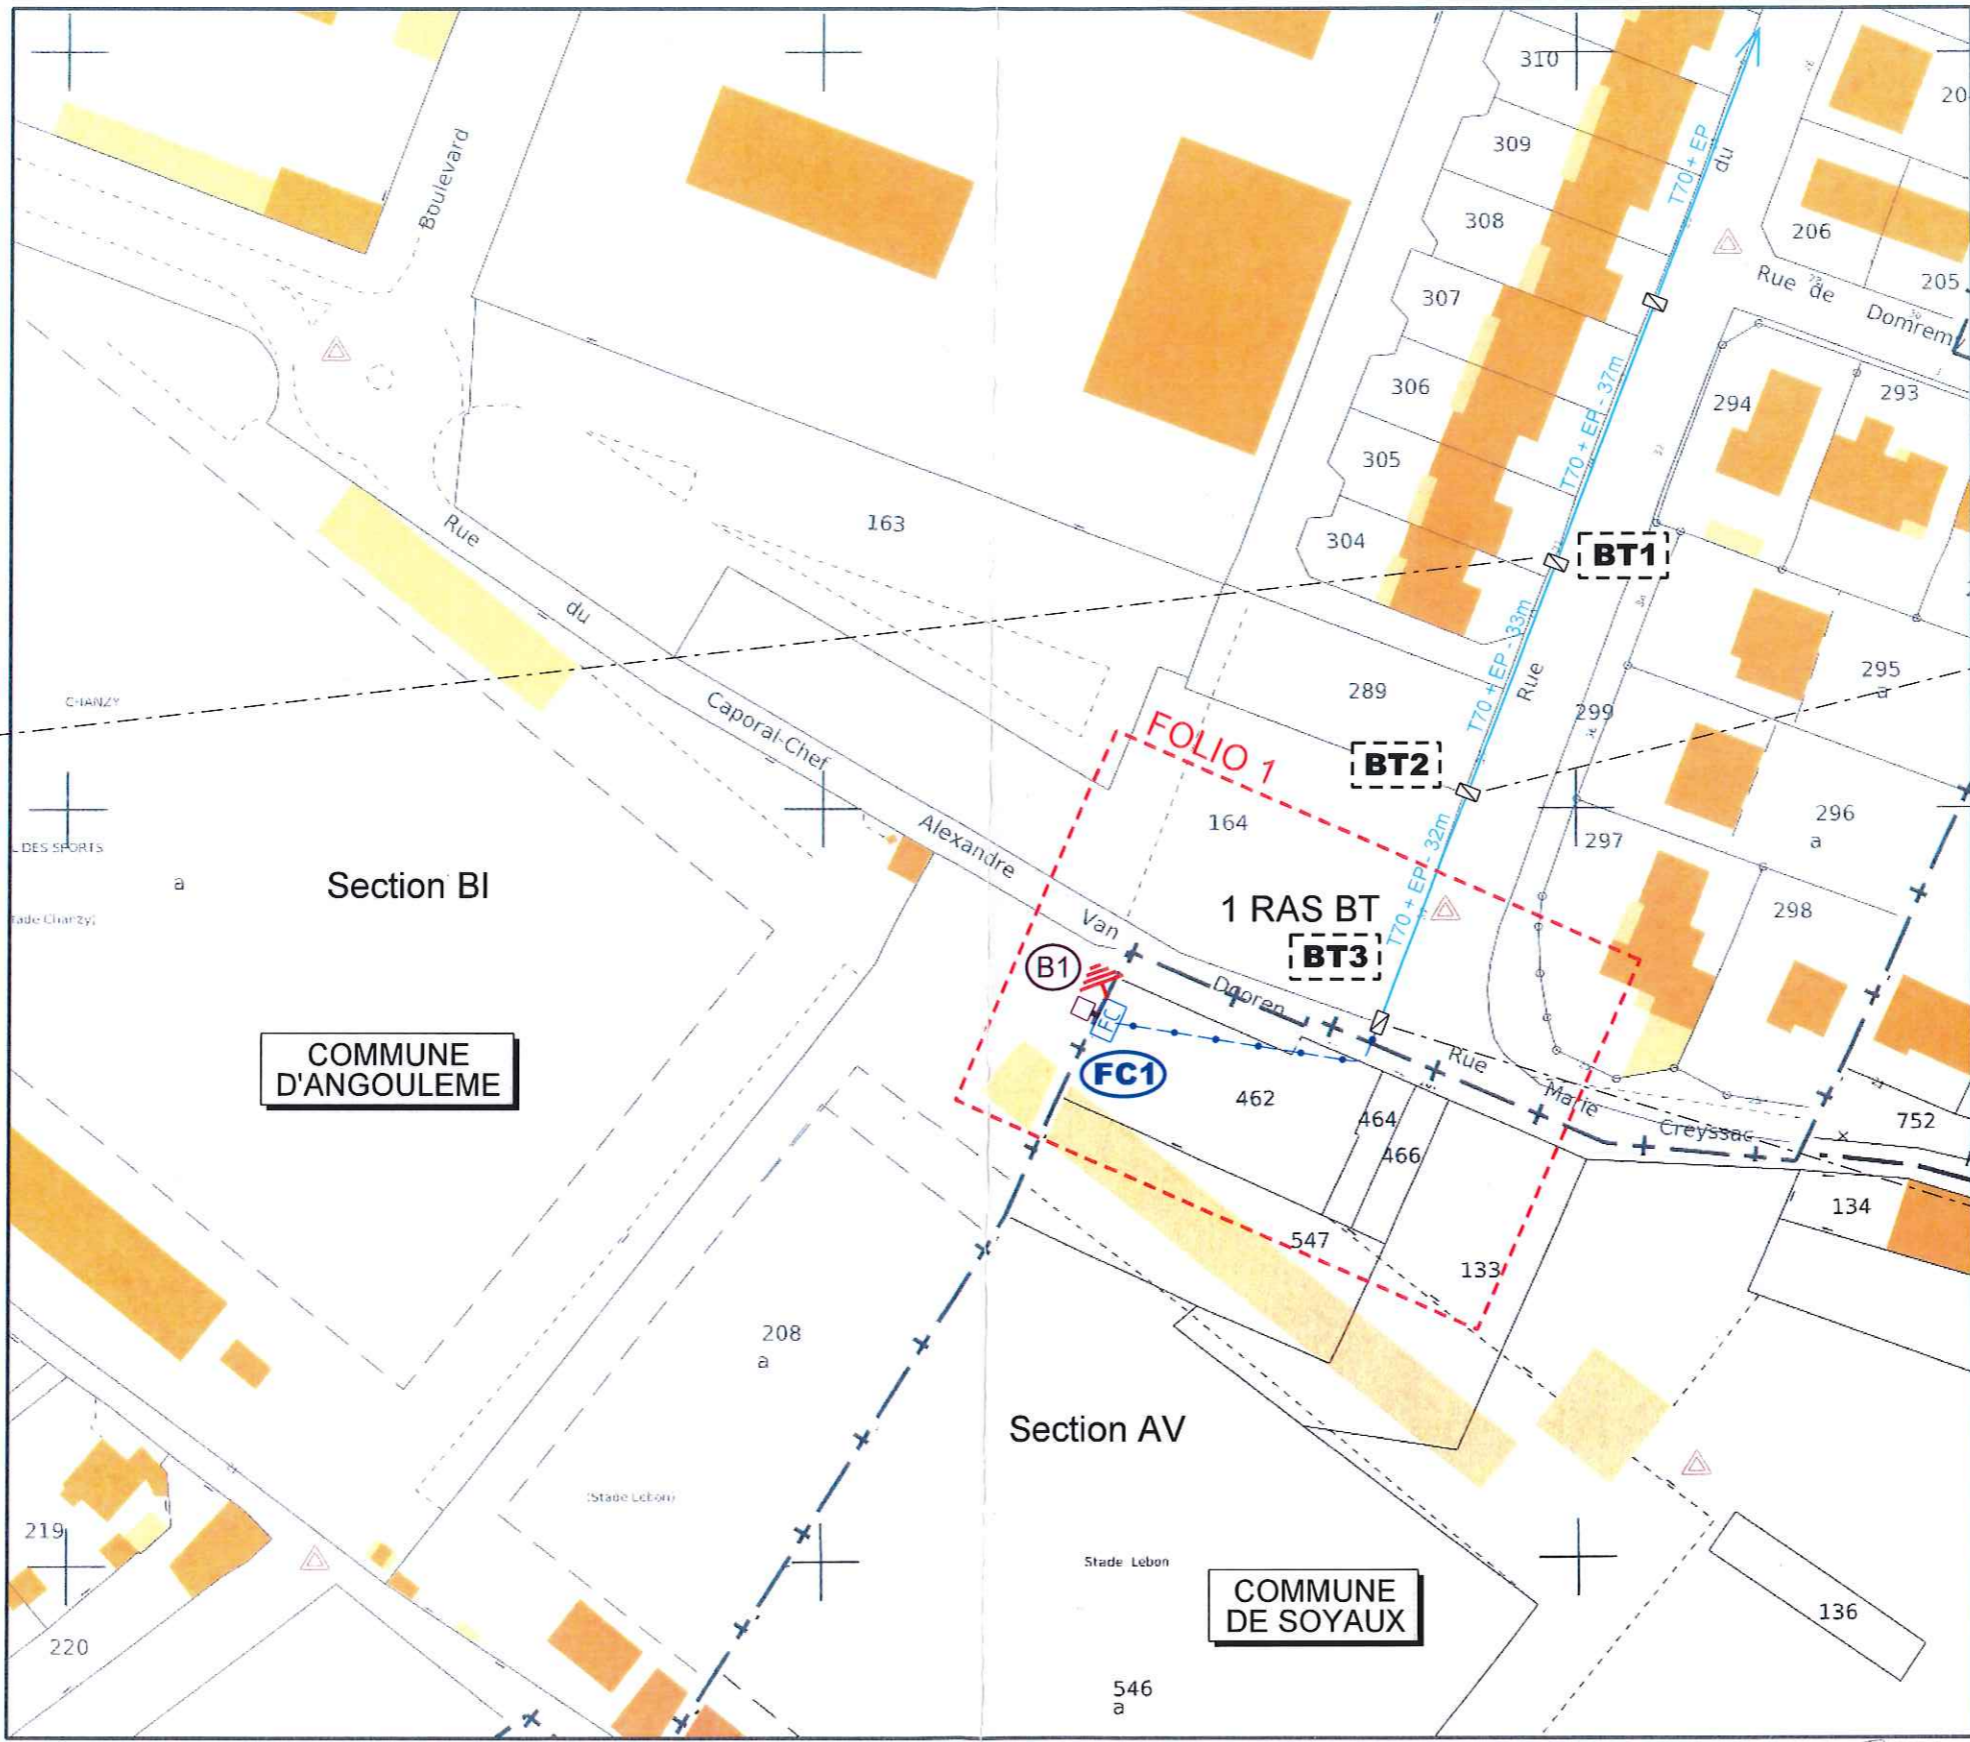 310
20
309
Boulevard
T70 + EP
du
308
206
205
Rue de
Domremy
307
T70 + EP - 37m
306
294
293
305
163
Rue
304
BT1
du
T70 + EP - 33m
Rue
295
a
289
299
CHANZY
Caporal-Chef
FOLIO 1
BT2
164
T70 + EP - 32m
296
a
297
Alexandre
L DES SPORTS
a
Section BI
tade Chanzy)
1 RAS BT
298
Van
BT3
B1
Dooren
FC
COMMUNE
D'ANGOULEME
FC1
Rue
462
Marie
464
Creyssac
752
466
134
547
133
208
a
Section AV
(Stade Lebon)
219
Stade Lebon
COMMUNE
DE SOYAUX
136
220
546
a